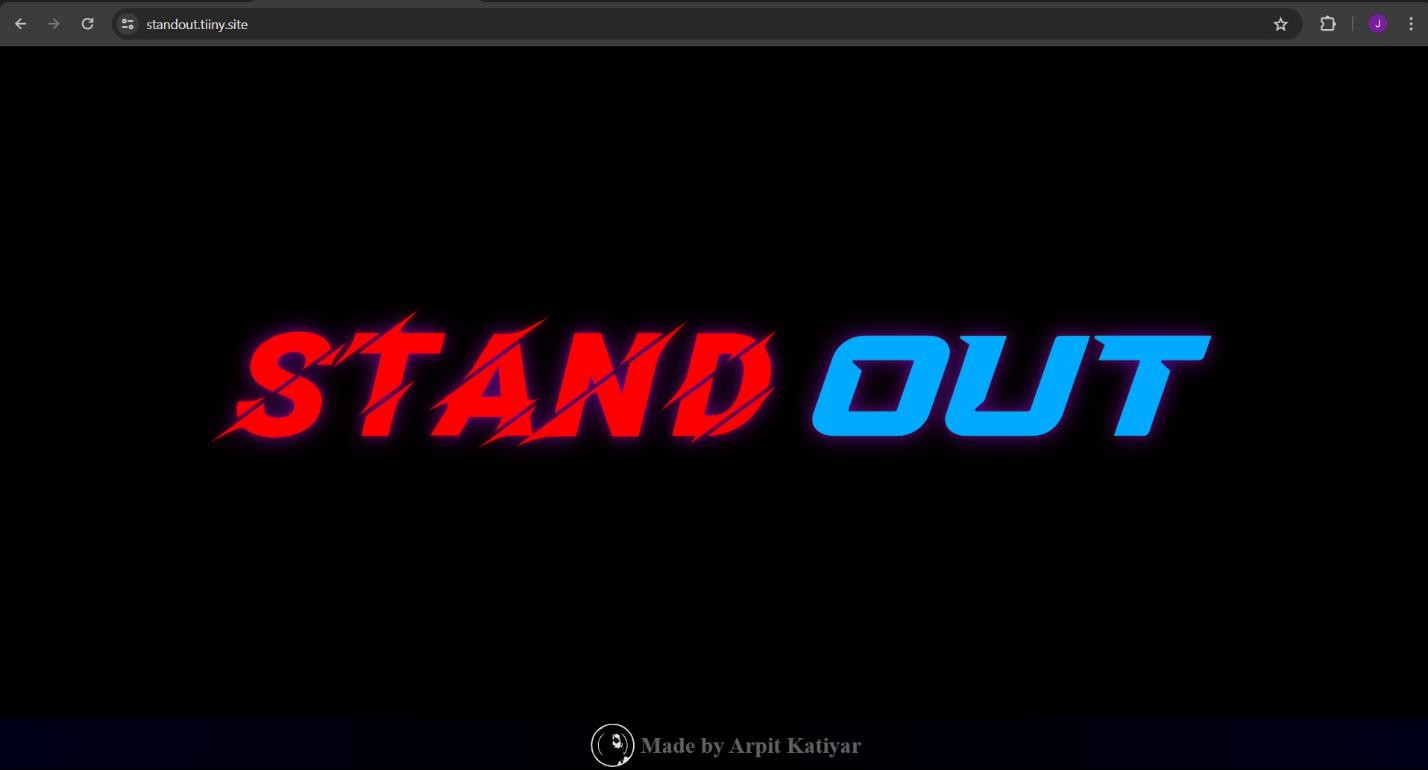 standout.tiiny.site
J
STAND OUT
Made by Arpit Katiyar